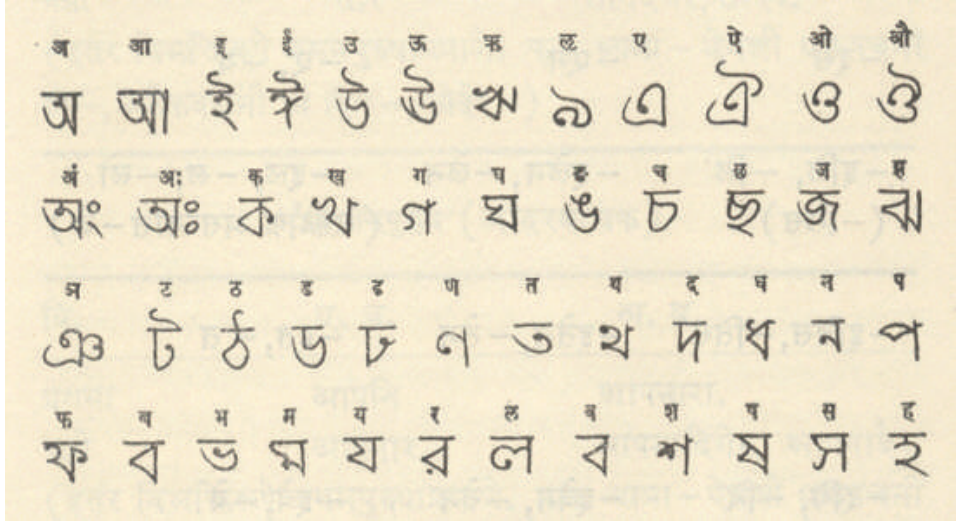 अ आ इ ई उ ऊ ऋ ऌ ए ऐ ओ औ
অ আ ই ঈ উ ঊ ঋ ঌ এ ঐ ও ঔ
अं अः क ख ग घ ङ च छ ज झ
অং অঃ ক খ গ ঘ ঙ চ ছ জ ঝ
ञ ट ठ ड ढ ण त थ द ध न प
ঞ ট ঠ ড ঢ ণ ত থ দ ধ ন প
फ ब भ म य र ल व श ष स ह
ফ ব ভ ম য র ল ব শ ষ স হ